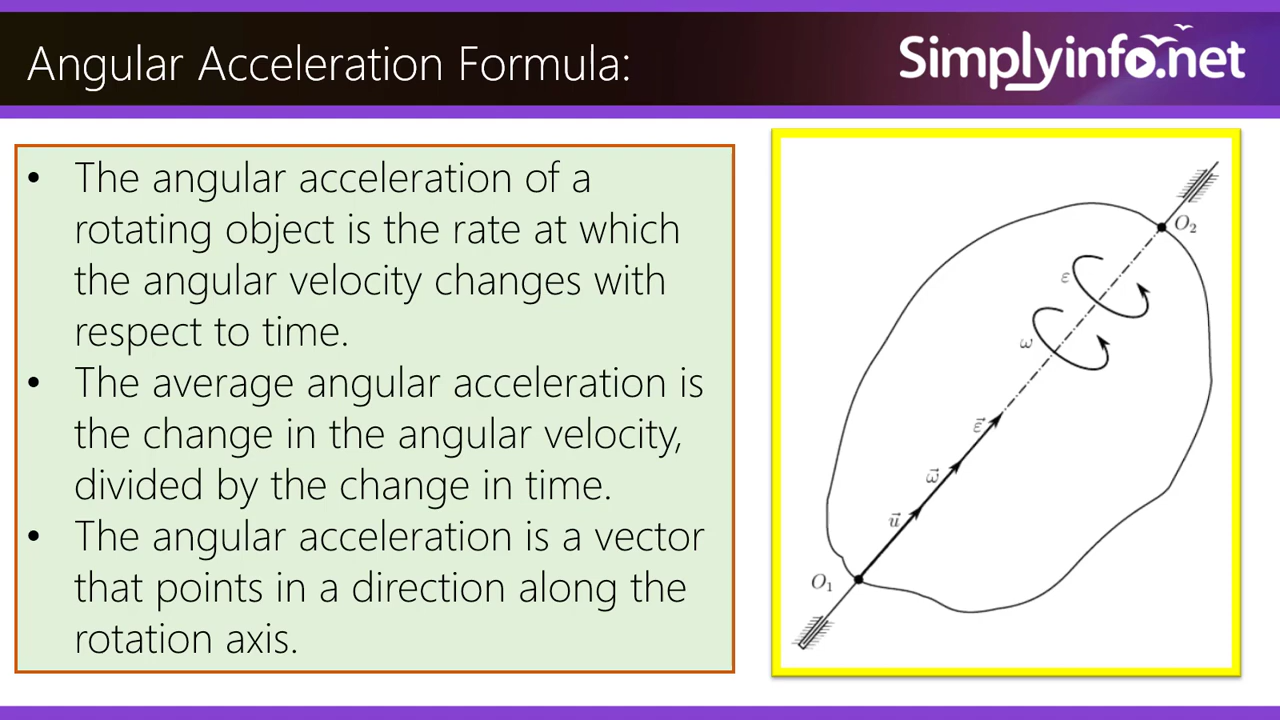 Angular Acceleration Formula:
Simplyinfo.net
• The angular acceleration of a
rotating object is the rate at which
the angular velocity changes with
respect to time.
• The average angular acceleration is
the change in the angular velocity,
divided by the change in time.
• The angular acceleration is a vector
that points in a direction along the
rotation axis.
O₂
ε
ω
ε⃗
ω⃗
u⃗
O₁